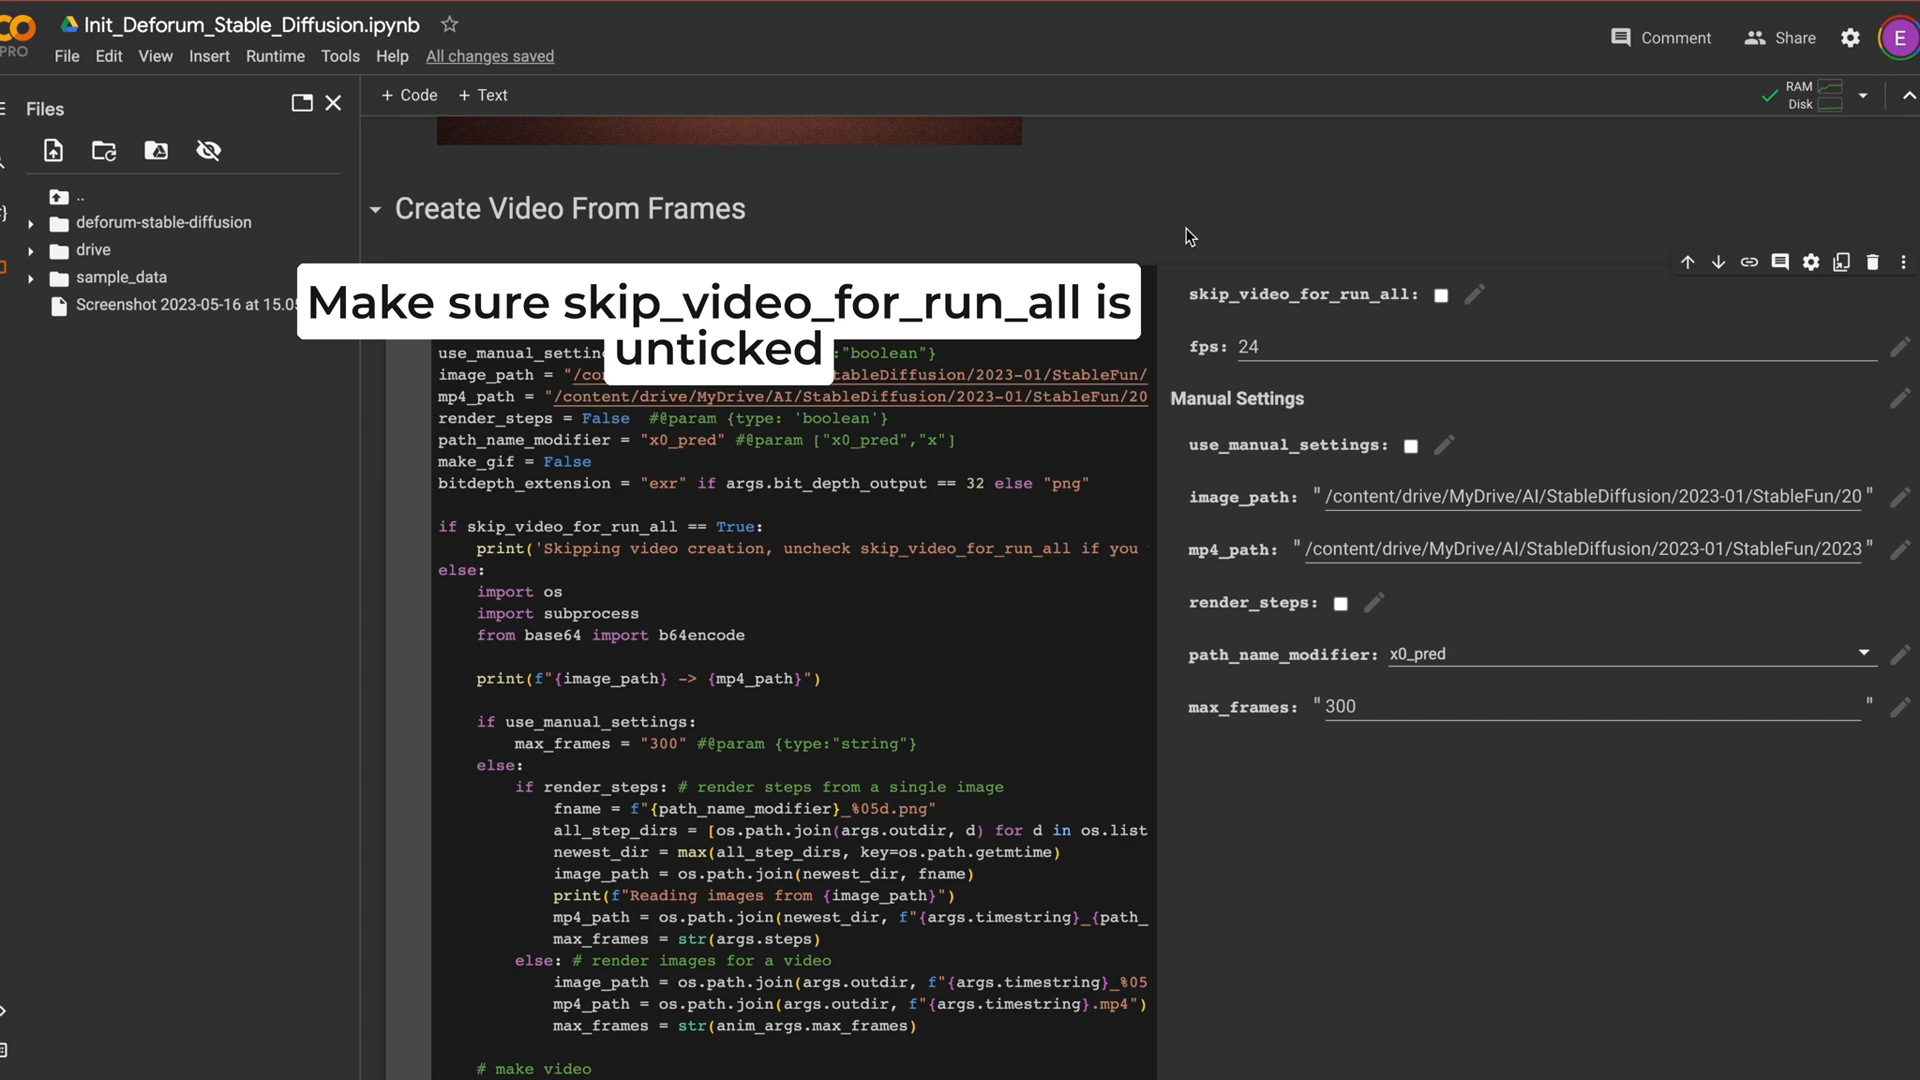 Init_Deforum_Stable_Diffusion.ipynb
PRO
File Edit View Insert Runtime Tools Help All changes saved
Comment Share E
Files
+ Code + Text
RAM
Disk
..
deforum-stable-diffusion
drive
sample_data
Screenshot 2023-05-16 at 15.05
Create Video From Frames
Make sure skip_video_for_run_all is
unticked
"boolean"}
image_path = "/co tableDiffusion/2023-01/StableFun/
mp4_path = "/content/drive/MyDrive/AI/StableDiffusion/2023-01/StableFun/20
render_steps = False #@param {type: 'boolean'}
path_name_modifier = "x0_pred" #@param ["x0_pred","x"]
make_gif = False
bitdepth_extension = "exr" if args.bit_depth_output == 32 else "png"
if skip_video_for_run_all == True:
print('Skipping video creation, uncheck skip_video_for_run_all if you
else:
import os
import subprocess
from base64 import b64encode
print(f"{image_path} -> {mp4_path}")
if use_manual_settings:
max_frames = "300" #@param {type:"string"}
else:
if render_steps: # render steps from a single image
fname = f"{path_name_modifier}_%05d.png"
all_step_dirs = [os.path.join(args.outdir, d) for d in os.list
newest_dir = max(all_step_dirs, key=os.path.getmtime)
image_path = os.path.join(newest_dir, fname)
print(f"Reading images from {image_path}")
mp4_path = os.path.join(newest_dir, f"{args.timestring}_{path_
max_frames = str(args.steps)
else: # render images for a video
image_path = os.path.join(args.outdir, f"{args.timestring}_%05
mp4_path = os.path.join(args.outdir, f"{args.timestring}.mp4")
max_frames = str(anim_args.max_frames)
# make video
skip_video_for_run_all:
fps: 24
Manual Settings
use_manual_settings:
image_path: "/content/drive/MyDrive/AI/StableDiffusion/2023-01/StableFun/20"
mp4_path: "/content/drive/MyDrive/AI/StableDiffusion/2023-01/StableFun/2023"
render_steps:
path_name_modifier: x0_pred
max_frames: "300"